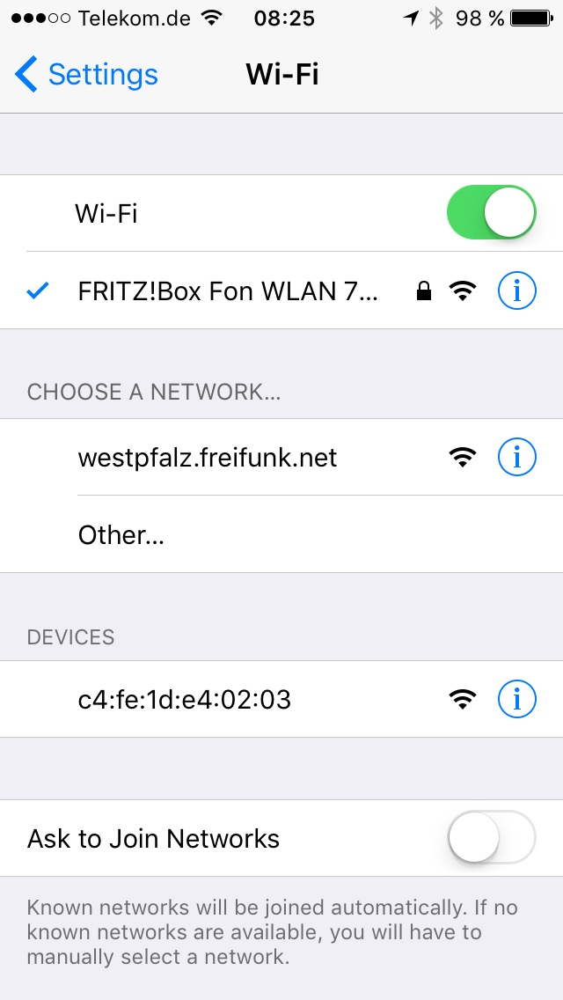 Telekom.de 08:25 98 %
Settings Wi-Fi
Wi-Fi
FRITZ!Box Fon WLAN 7...
CHOOSE A NETWORK...
westpfalz.freifunk.net
Other...
DEVICES
c4:fe:1d:e4:02:03
Ask to Join Networks
Known networks will be joined automatically. If no
known networks are available, you will have to
manually select a network.